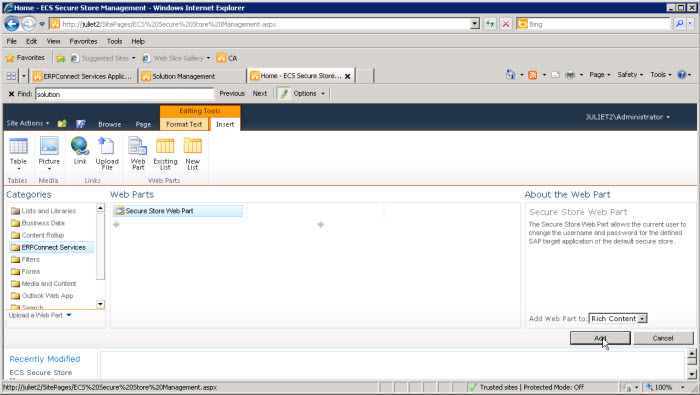 Home - ECS Secure Store Management - Windows Internet Explorer
http://juliet2/SitePages/ECS%20Secure%20Store%20Management.aspx
Bing
File Edit View Favorites Tools Help
Favorites Suggested Sites Web Slice Gallery CA
ERPConnect Services Applic... Solution Management Home - ECS Secure Store... X
Page Safety Tools
Find: solution Previous Next Options
Editing Tools
Site Actions Browse Page Format Text Insert JULIET2\Administrator
Table Picture Link Upload File Web Part Existing List New List
Tables Media Links Web Parts
Categories Web Parts About the Web Part
Lists and Libraries
Business Data
Content Rollup
ERPConnect Services
Filters
Forms
Media and Content
Outlook Web App
Search
Upload a Web Part
Secure Store Web Part
Secure Store Web Part
The Secure Store Web Part allows the current user to
change the username and password for the defined
SAP target application of the default secure store.
Add Web Part to: Rich Content
Add Cancel
Recently Modified
ECS Secure Store
http://juliet2/SitePages/ECS%20Secure%20Store%20Management.aspx Trusted sites | Protected Mode: Off 100%